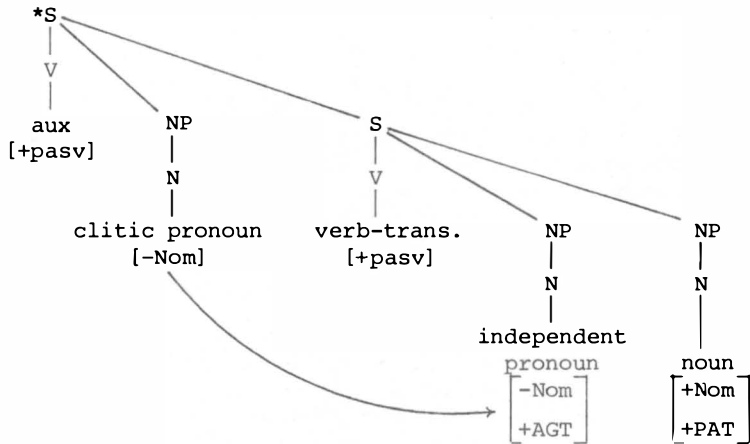 *S
V
aux
[+pasv]
NP
S
N
V
clitic pronoun
[-Nom]
verb-trans.
[+pasv]
NP
NP
N
N
independent
pronoun
noun
[-Nom
+AGT]
[+Nom
+PAT]